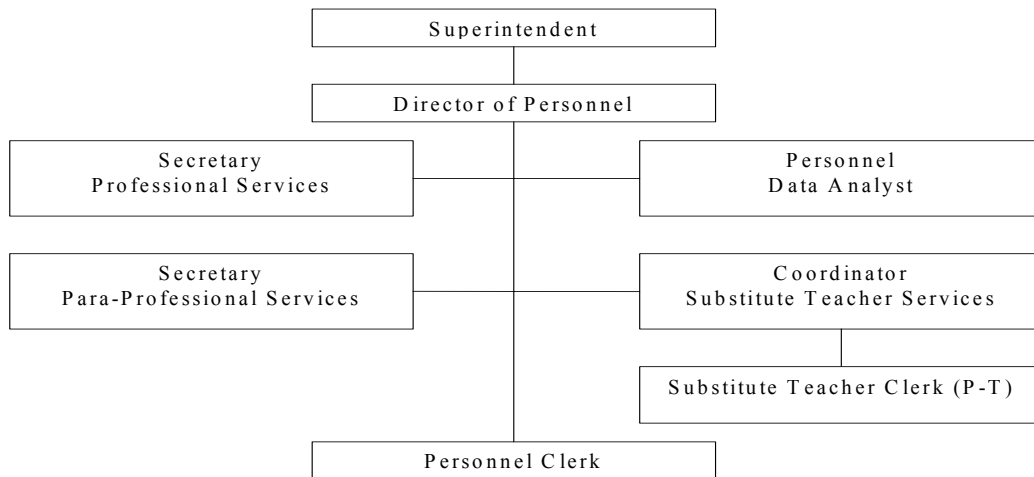 Superintendent
Director of Personnel
Secretary
Professional Services
Personnel
Data Analyst
Secretary
Para-Professional Services
Coordinator
Substitute Teacher Services
Substitute Teacher Clerk (P-T)
Personnel Clerk